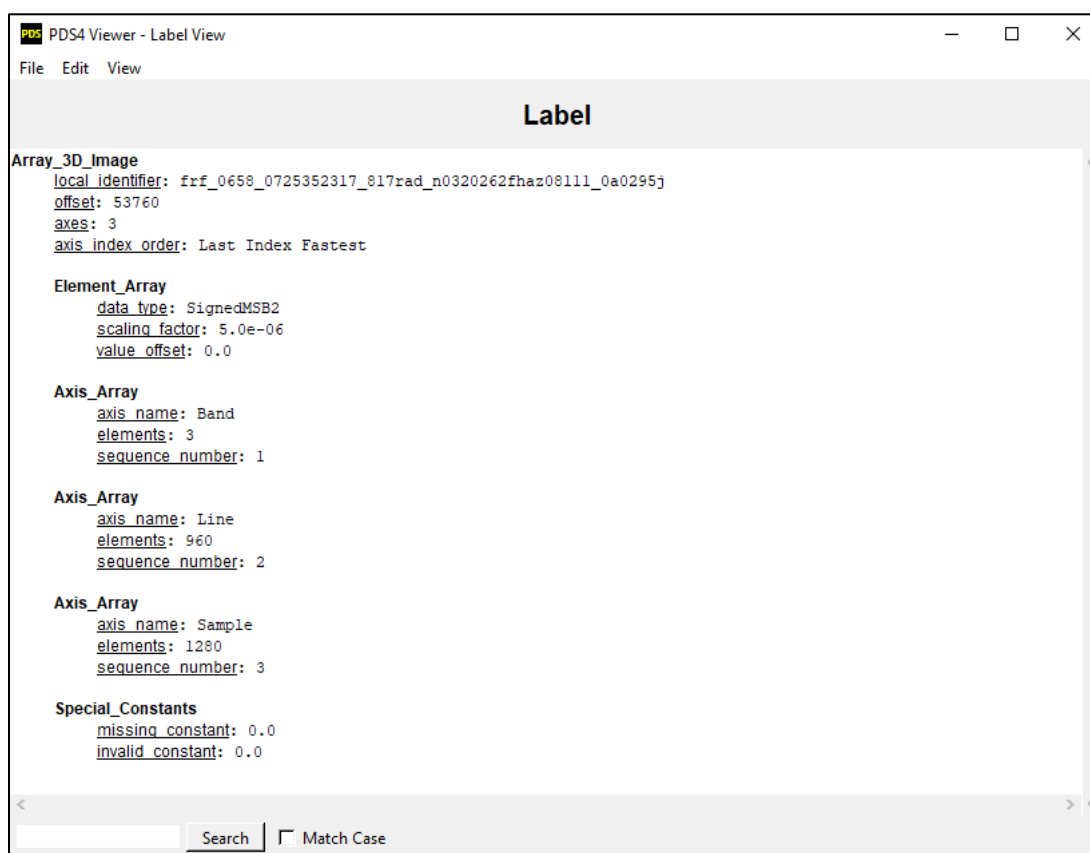 PDS PDS4 Viewer - Label View
File Edit View
Label
Array_3D_Image
local_identifier: frf_0658_0725352317_817rad_n0320262fhaz08111_0a0295j
offset: 53760
axes: 3
axis_index_order: Last Index Fastest
Element_Array
data_type: SignedMSB2
scaling_factor: 5.0e-06
value_offset: 0.0
Axis_Array
axis_name: Band
elements: 3
sequence_number: 1
Axis_Array
axis_name: Line
elements: 960
sequence_number: 2
Axis_Array
axis_name: Sample
elements: 1280
sequence_number: 3
Special_Constants
missing_constant: 0.0
invalid_constant: 0.0
Search Match Case